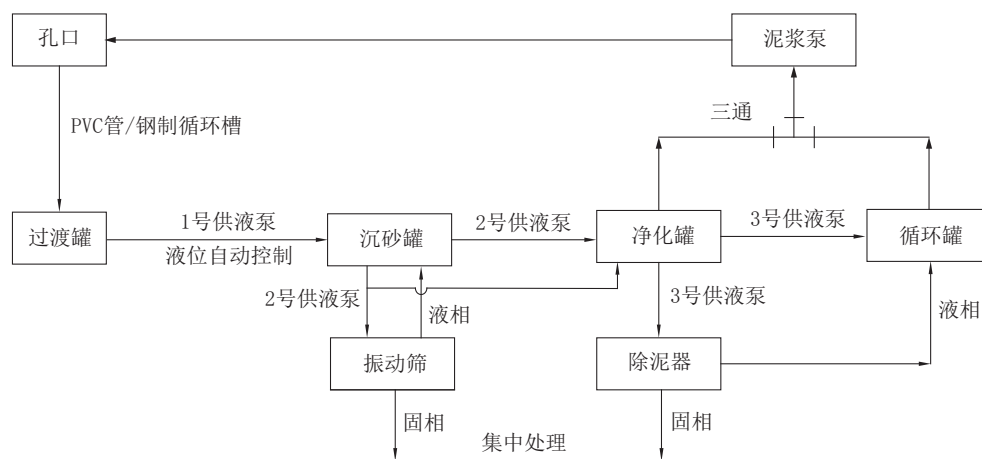 孔口
泥浆泵
三通
PVC管/钢制循环槽
过渡罐
1号供液泵
液位自动控制
沉砂罐
2号供液泵
净化罐
3号供液泵
循环罐
2号供液泵
液相
3号供液泵
液相
振动筛
除泥器
固相
集中处理
固相